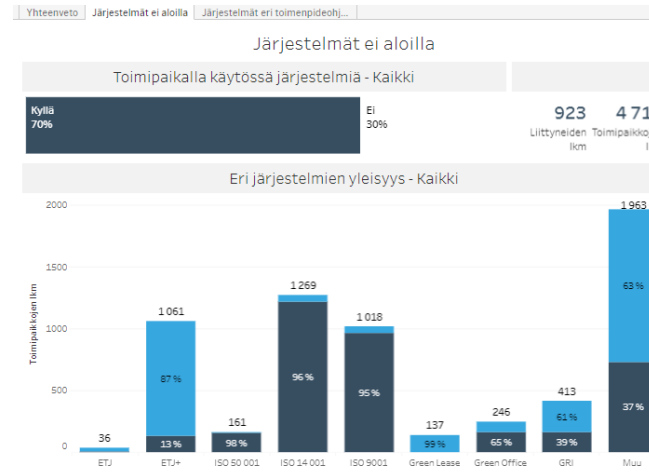 Yhteenveto
Järjestelmät ei aloilla
Järjestelmät eri toimenpideohj...
Järjestelmät ei aloilla
Toimipaikalla käytössä järjestelmiä - Kaikki
Kyllä
70%
Ei
30%
923
4 71
Liittyneiden
lkm
Toimipaikkoj
l
Eri järjestelmien yleisyys - Kaikki
Toimipaikkojen lkm
2000
1500
1000
500
0
36
1 061
87 %
13 %
161
98 %
1 269
96 %
1 018
95 %
137
99 %
246
65 %
413
61 %
39 %
1 963
63 %
37 %
ETJ
ETJ+
ISO 50 001
ISO 14 001
ISO 9001
Green Lease
Green Office
GRI
Muu